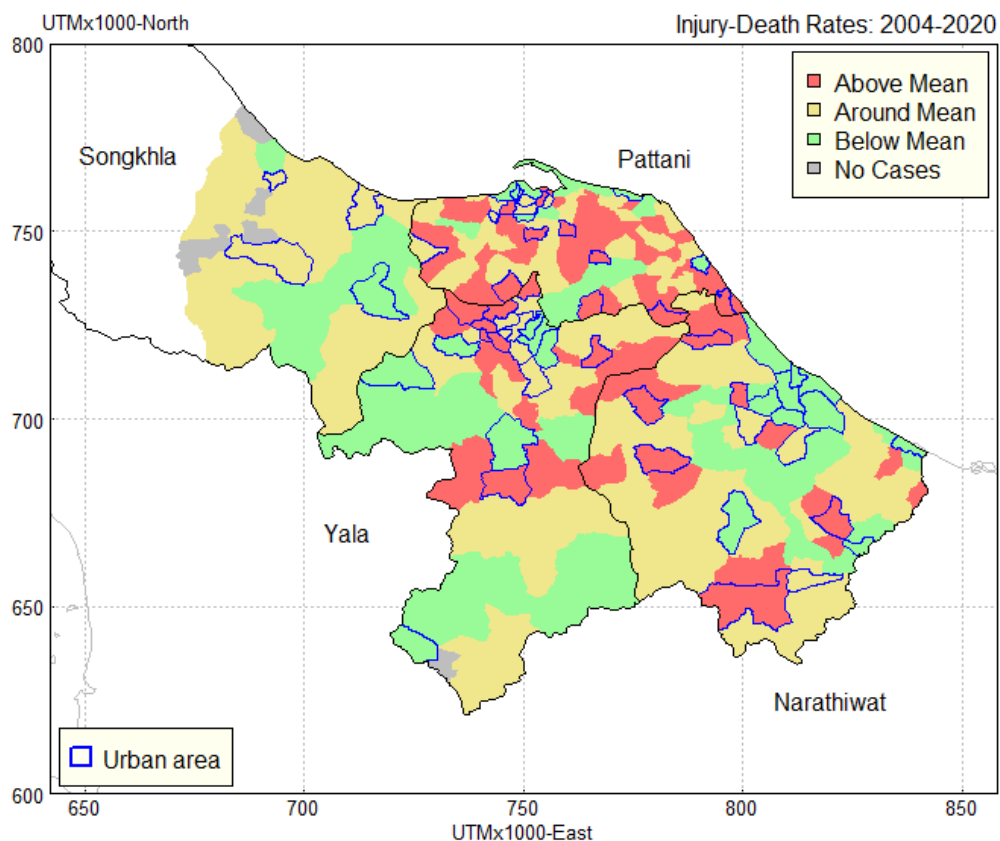 UTMx1000-North
Injury-Death Rates: 2004-2020
800
Above Mean
Around Mean
Below Mean
No Cases
Songkhla
Pattani
750
700
Yala
650
Narathiwat
Urban area
600
650
700
750
800
850
UTMx1000-East